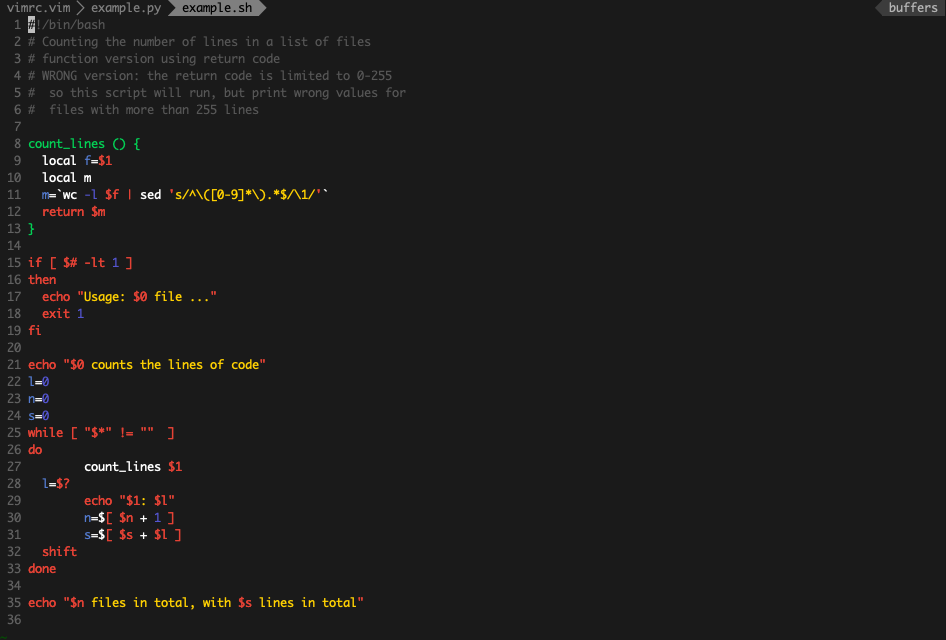 vimrc.vim example.py example.sh buffers
1 #!/bin/bash
2 # Counting the number of lines in a list of files
3 # function version using return code
4 # WRONG version: the return code is limited to 0-255
5 #  so this script will run, but print wrong values for
6 #  files with more than 255 lines
7
8 count_lines () {
9   local f=$1
10   local m
11   m=`wc -l $f | sed 's/^\([0-9]*\).*$/\1/'`
12   return $m
13 }
14
15 if [ $# -lt 1 ]
16 then
17   echo "Usage: $0 file ..."
18   exit 1
19 fi
20
21 echo "$0 counts the lines of code"
22 l=0
23 n=0
24 s=0
25 while [ "$*" != ""  ]
26 do
27         count_lines $1
28   l=$?
29         echo "$1: $l"
30         n=$[ $n + 1 ]
31         s=$[ $s + $l ]
32   shift
33 done
34
35 echo "$n files in total, with $s lines in total"
36